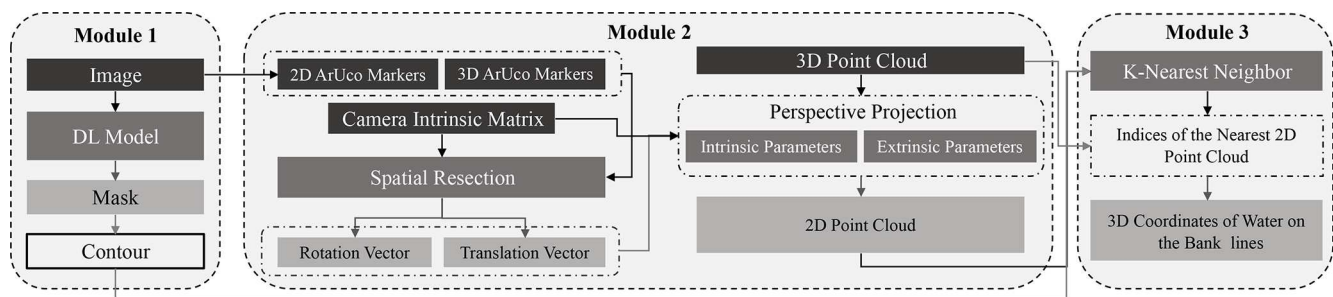 Module 1
Image
DL Model
Mask
Contour
Module 2
2D ArUco Markers
3D ArUco Markers
Camera Intrinsic Matrix
Spatial Resection
Rotation Vector
Translation Vector
3D Point Cloud
Perspective Projection
Intrinsic Parameters
Extrinsic Parameters
2D Point Cloud
Module 3
K-Nearest Neighbor
Indices of the Nearest 2D
Point Cloud
3D Coordinates of Water on
the Bank lines